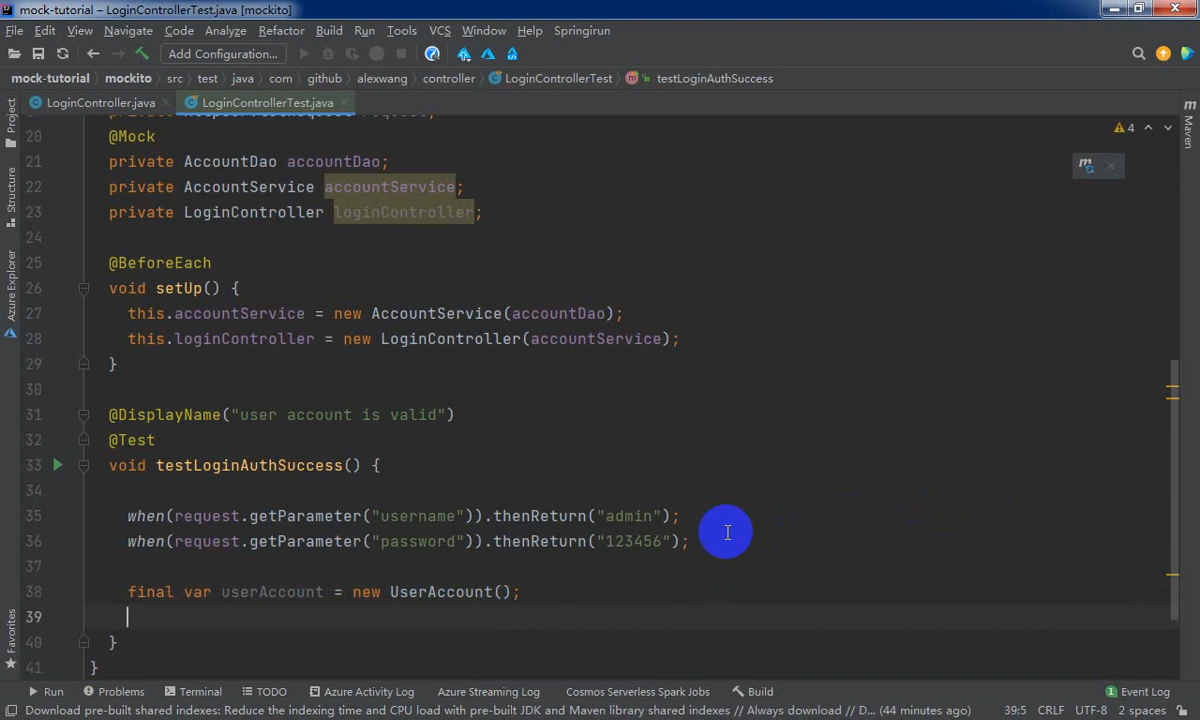 mock-tutorial – LoginControllerTest.java [mockito]
File Edit View Navigate Code Analyze Refactor Build Run Tools VCS Window Help Springirun
Add Configuration...
mock-tutorial mockito src test java com github alexwang controller LoginControllerTest testLoginAuthSuccess
LoginController.java LoginControllerTest.java
Project
Structure
Azure Explorer
Favorites
Maven
4
20 @Mock
21 private AccountDao accountDao;
22 private AccountService accountService;
23 private LoginController loginController;
24
25 @BeforeEach
26 void setUp() {
27 this.accountService = new AccountService(accountDao);
28 this.loginController = new LoginController(accountService);
29 }
30
31 @DisplayName("user account is valid")
32 @Test
33 void testLoginAuthSuccess() {
34
35 when(request.getParameter("username")).thenReturn("admin");
36 when(request.getParameter("password")).thenReturn("123456");
37
38 final var userAccount = new UserAccount();
39
40 }
41 }
Run Problems Terminal TODO Azure Activity Log Azure Streaming Log Cosmos Serverless Spark Jobs Build 1 Event Log
Download pre-built shared indexes: Reduce the indexing time and CPU load with pre-built JDK and Maven library shared indexes // Always download // D... (44 minutes ago) 39:5 CRLF UTF-8 2 spaces